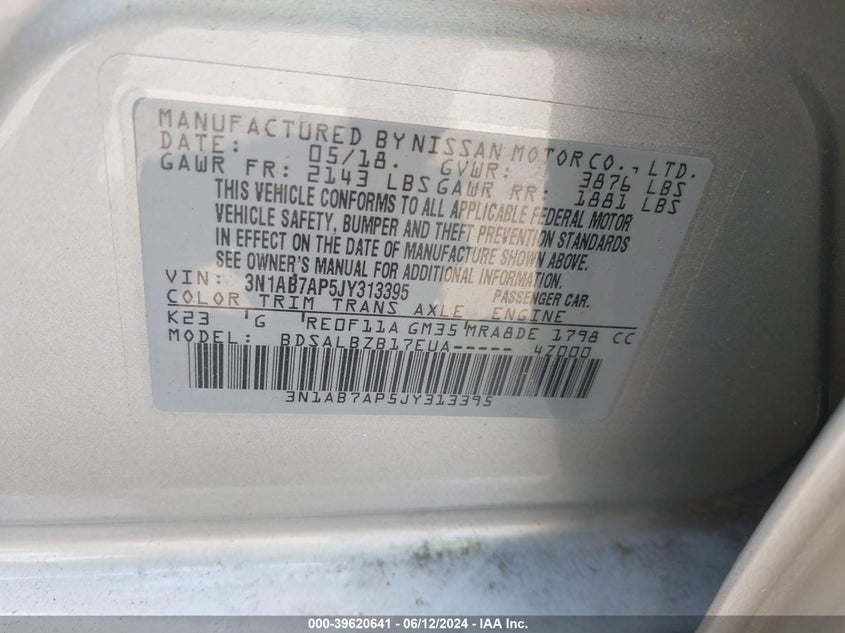 MANUFACTURED BY NISSAN MOTOR CO., LTD.
DATE: 05/18. GVWR: 3876 LBS
GAWR FR: 2143 LBS GAWR RR: 1881 LBS
THIS VEHICLE CONFORMS TO ALL APPLICABLE FEDERAL MOTOR
VEHICLE SAFETY, BUMPER AND THEFT PREVENTION STANDARDS
IN EFFECT ON THE DATE OF MANUFACTURE SHOWN ABOVE.
SEE OWNER'S MANUAL FOR ADDITIONAL INFORMATION.
VIN: 3N1AB7AP5JY313395 PASSENGER CAR.
COLOR TRIM TRANS AXLE ENGINE
K23 G RE0F11A GM35 MRA8DE 1798 CC
MODEL: BDSALBZB17EUA----- 4Z000
3N1AB7AP5JY313395
000-39620641 - 06/12/2024 - IAA Inc.